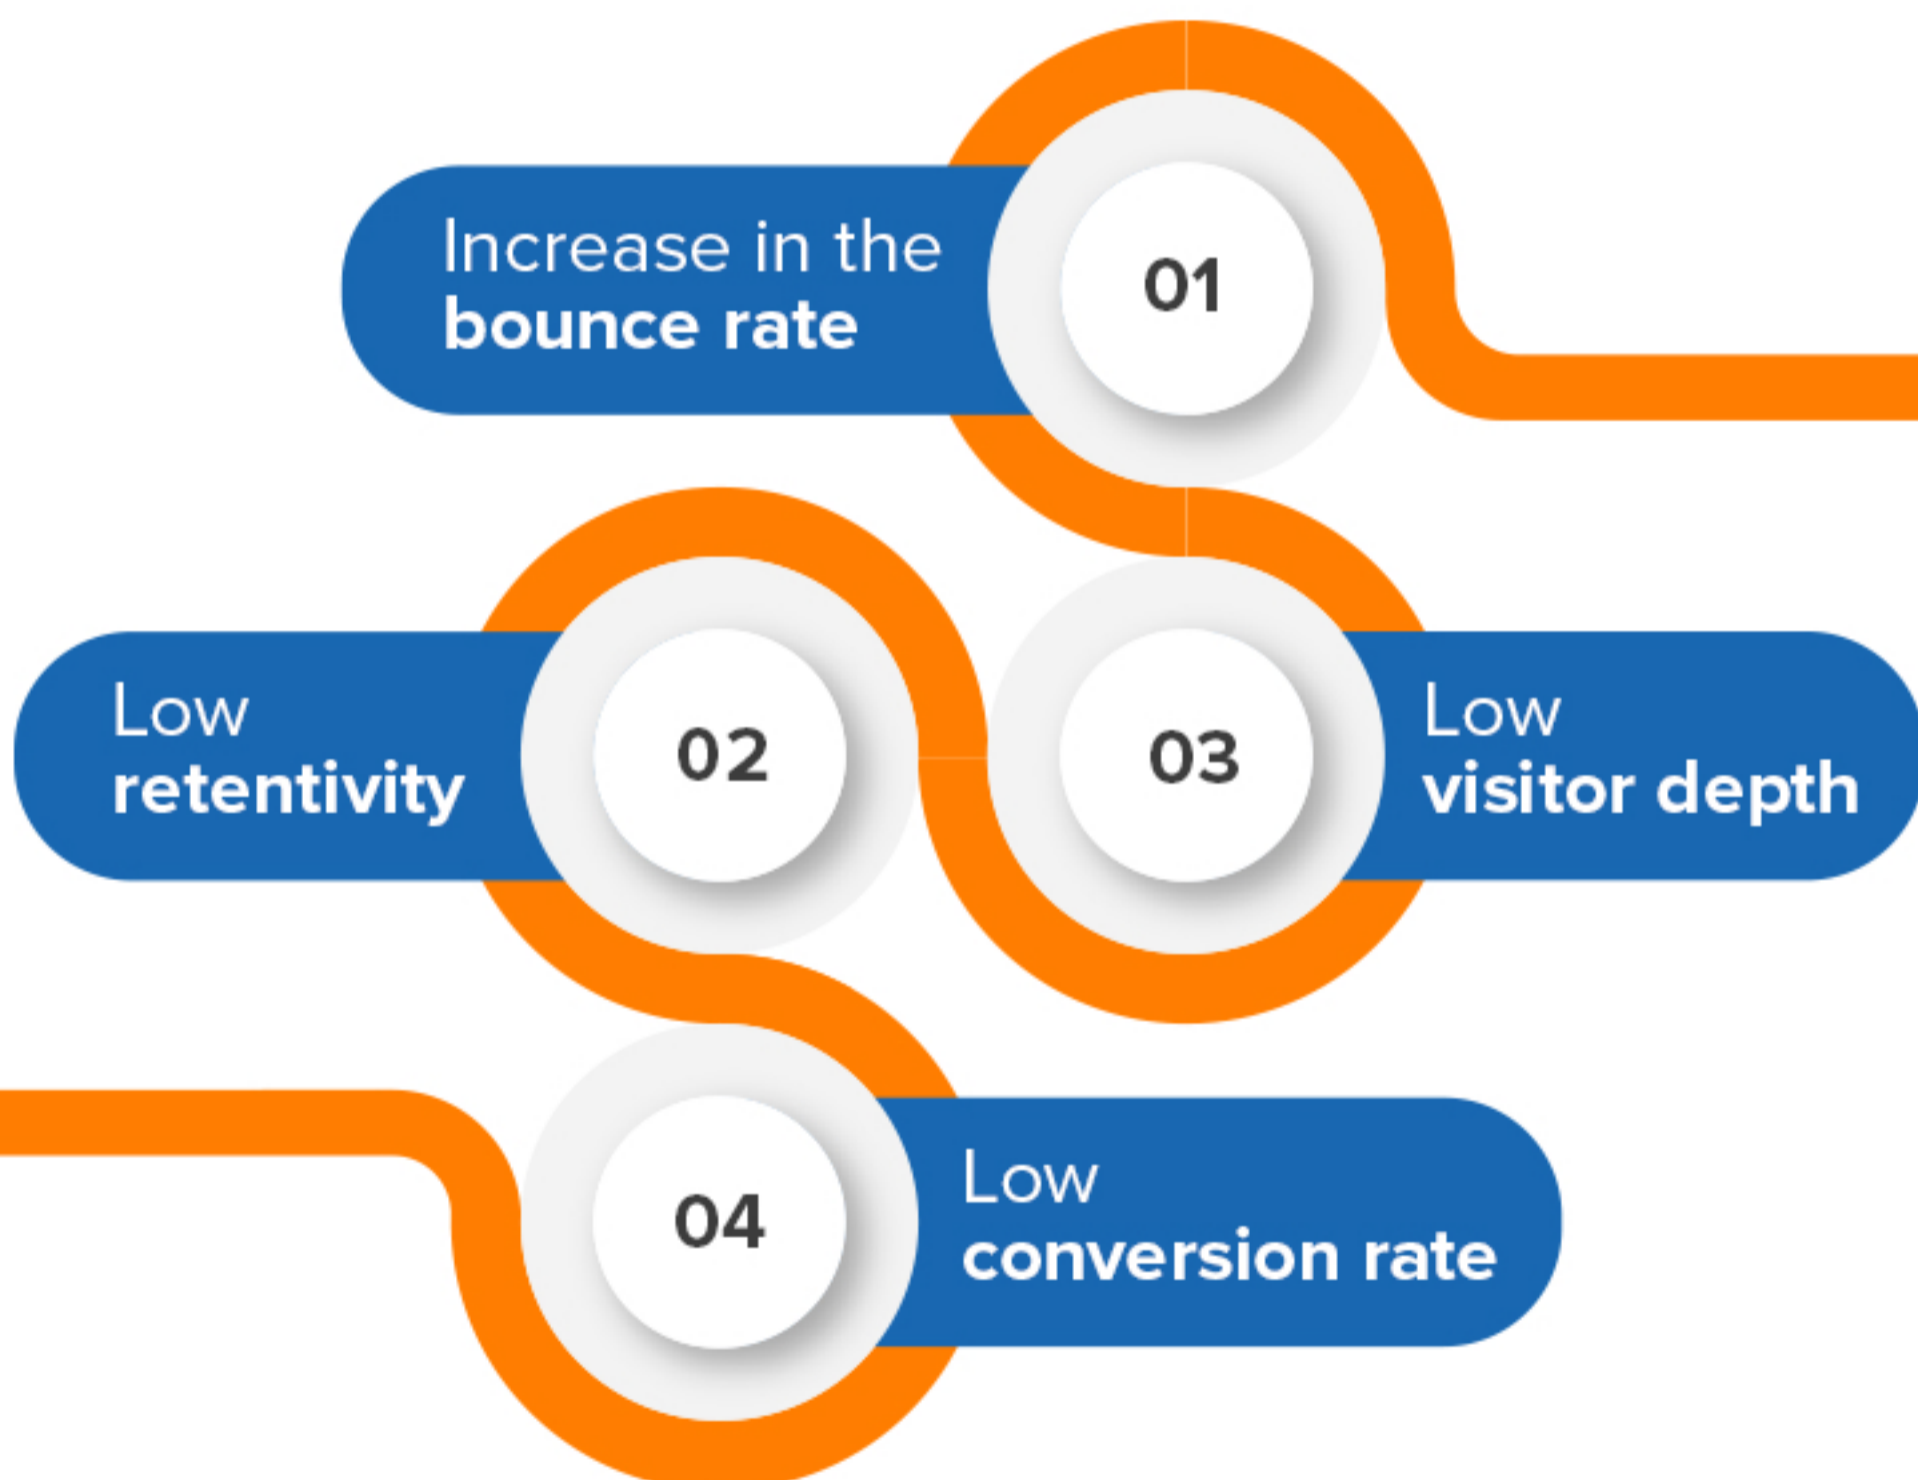 Increase in the
bounce rate
01
Low
retentivity
02
03
Low
visitor depth
04
Low
conversion rate